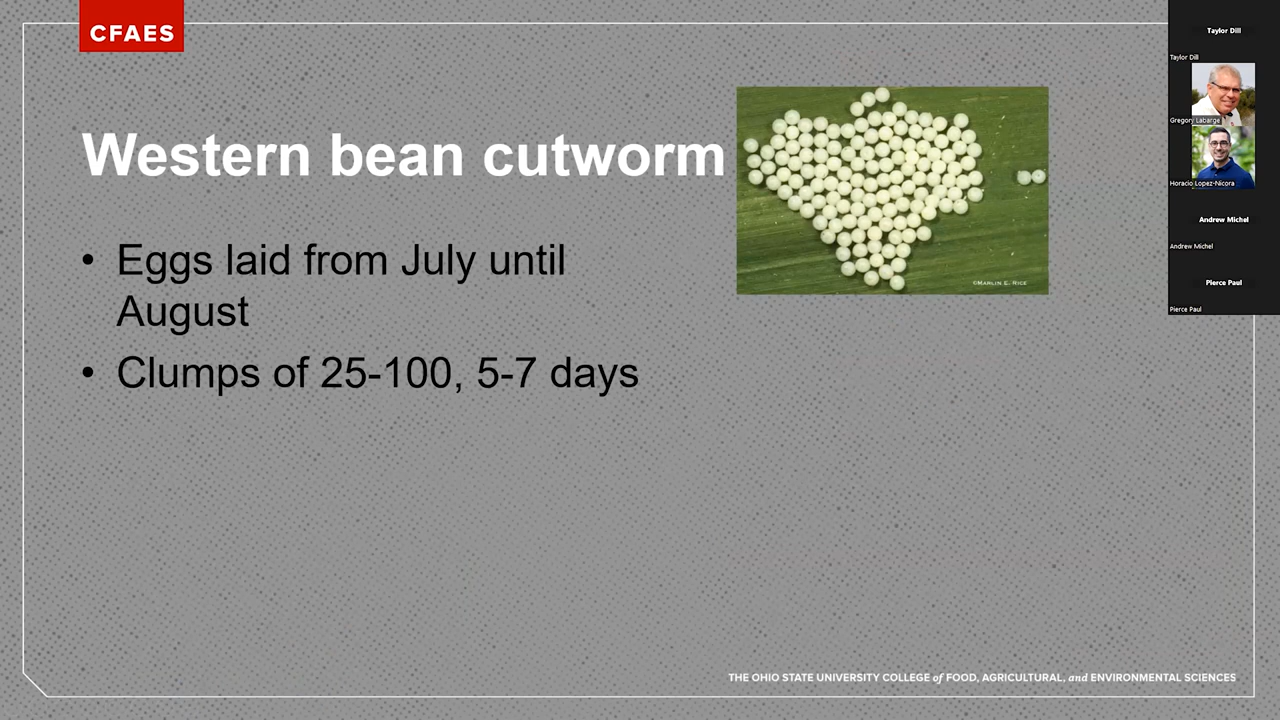 CFAES
Western bean cutworm
• Eggs laid from July until
August
• Clumps of 25-100, 5-7 days
©MARLIN E. RICE
THE OHIO STATE UNIVERSITY COLLEGE of FOOD, AGRICULTURAL, and ENVIRONMENTAL SCIENCES
Taylor Dill
Taylor Dill
Gregory Labarge
Horacio Lopez-Nicora
Andrew Michel
Andrew Michel
Pierce Paul
Pierce Paul